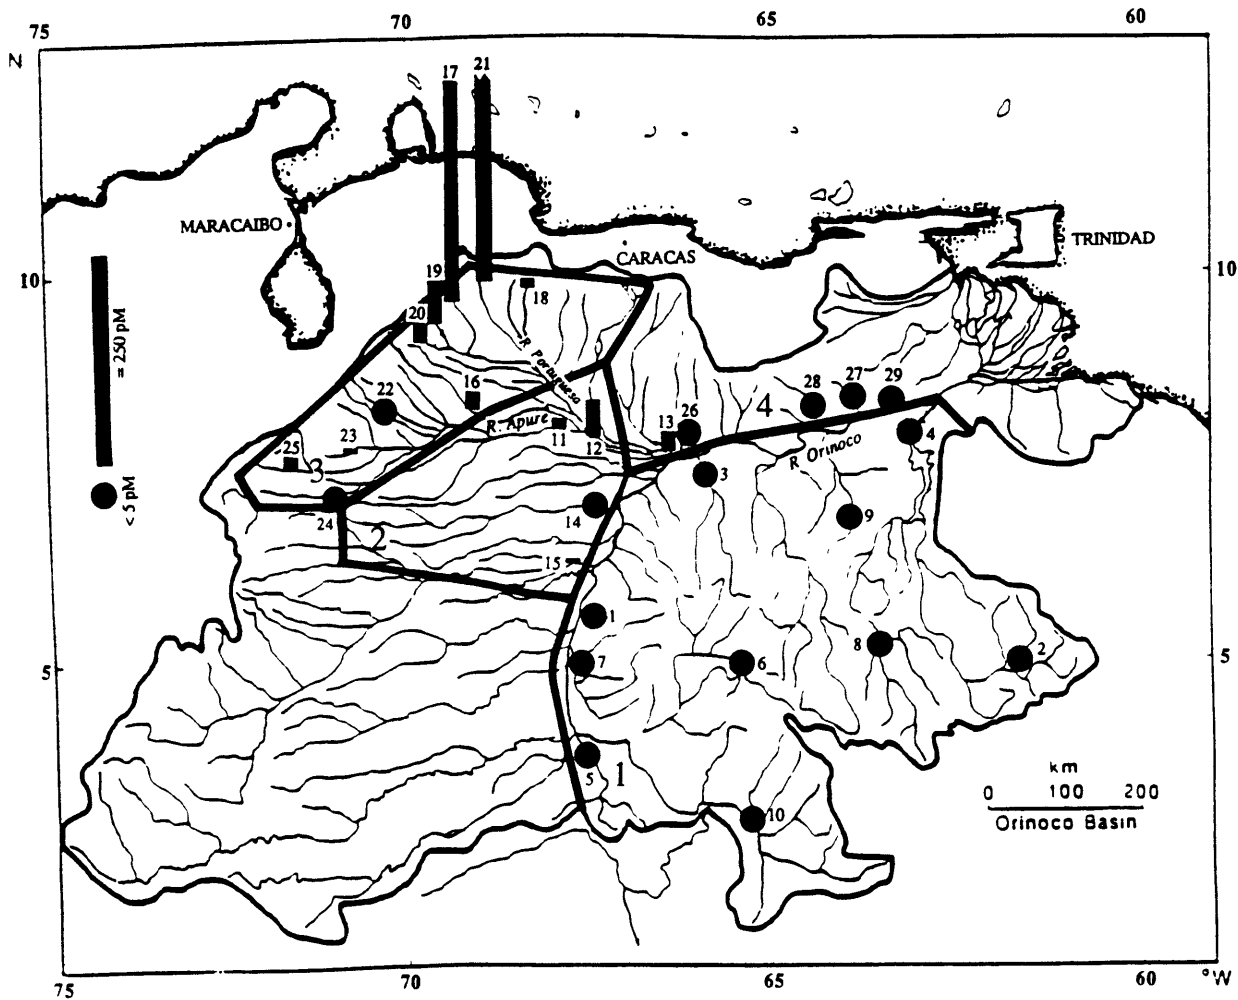 75 70 65 60
N
17 21
MARACAIBO
CARACAS
TRINIDAD
10 10
19
18
20
= 250 pM
R. Portuguesa
22
16
28 27 29
4
26
R. Apure
11
13
12
4
R Orinoco
25
23
3
3
< 5 pM
24
14
9
2
15
1
8
2
5 7 6 5
5 1
km
0 100 200
Orinoco Basin
10
75 70 65 60 °W